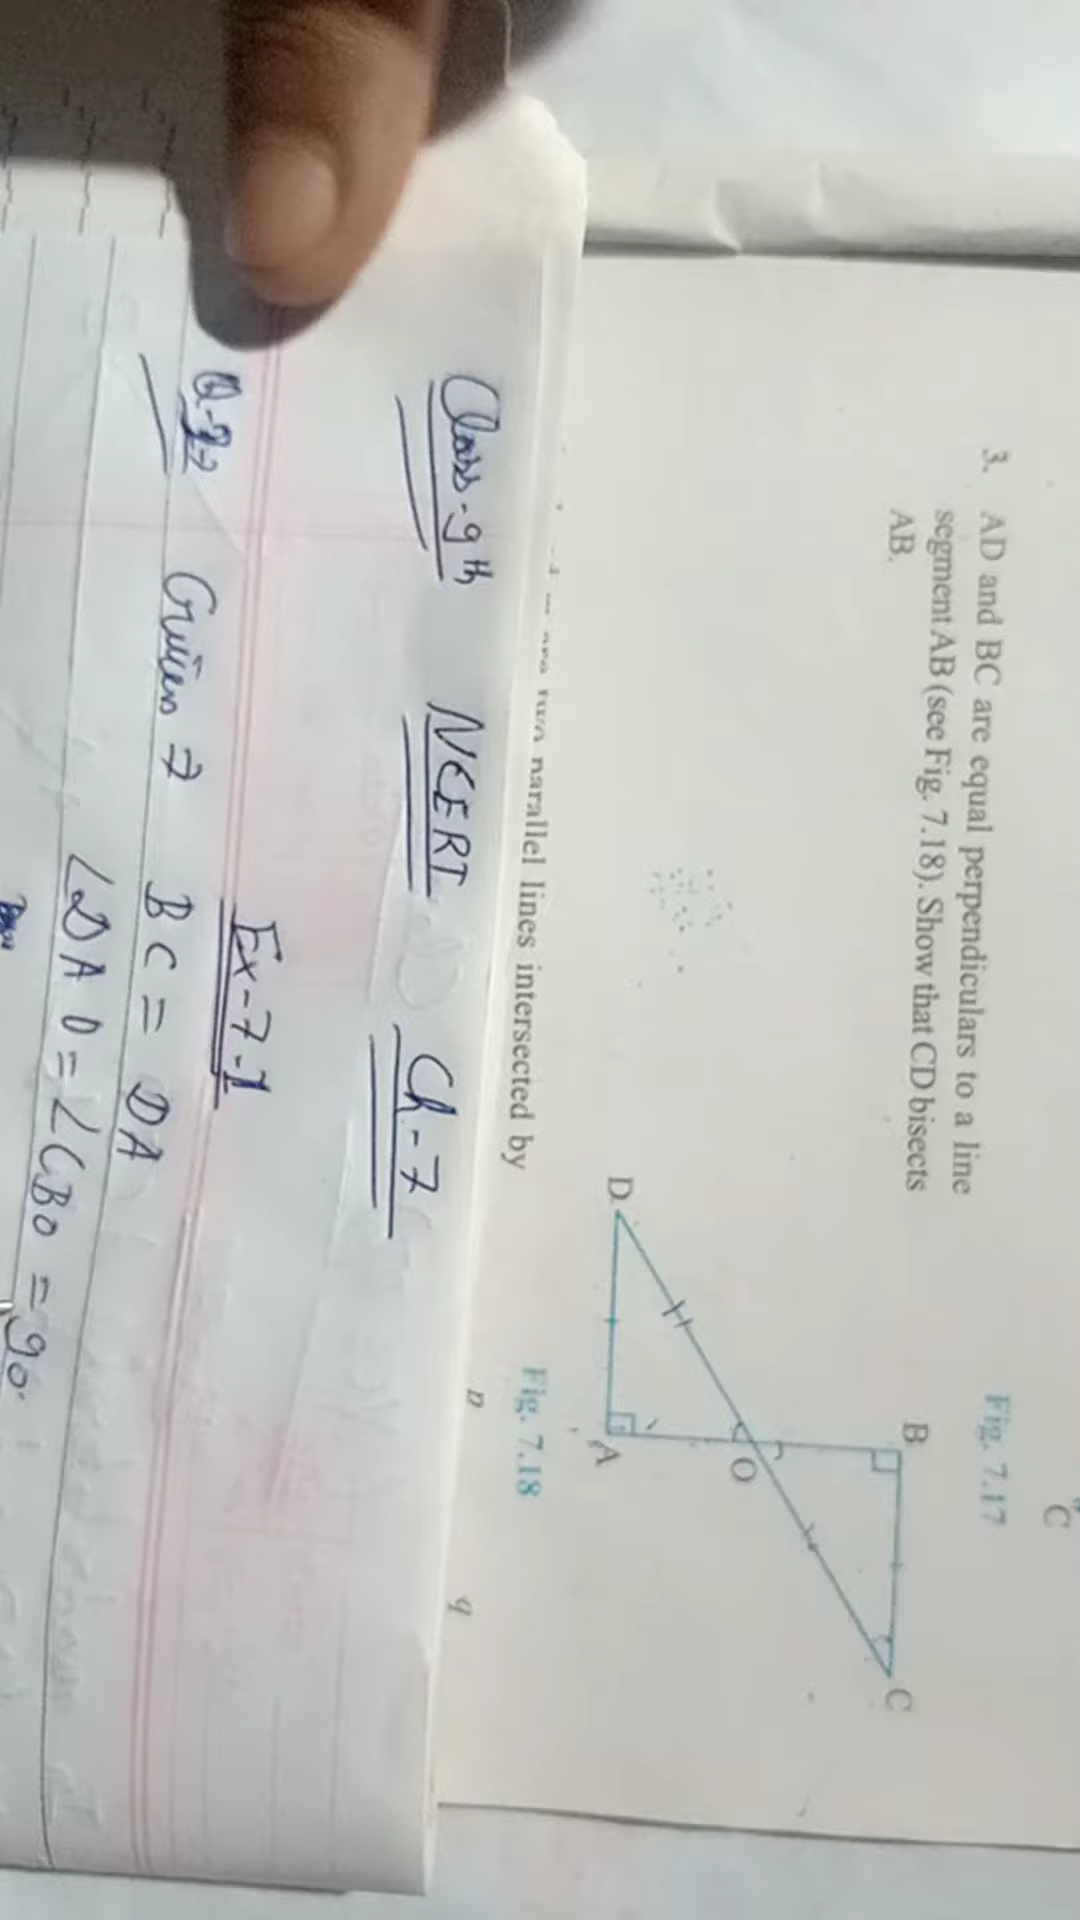 C
Fig. 7.17
3. AD and BC are equal perpendiculars to a line
segment AB (see Fig. 7.18). Show that CD bisects
AB.
B
C
O
D
A
Fig. 7.18
two parallel lines intersected by
Class-9th NCERT Ch-7
Ex-7.1
Q-3→ Given → BC = DA
∠DAO = ∠CBO = 90°